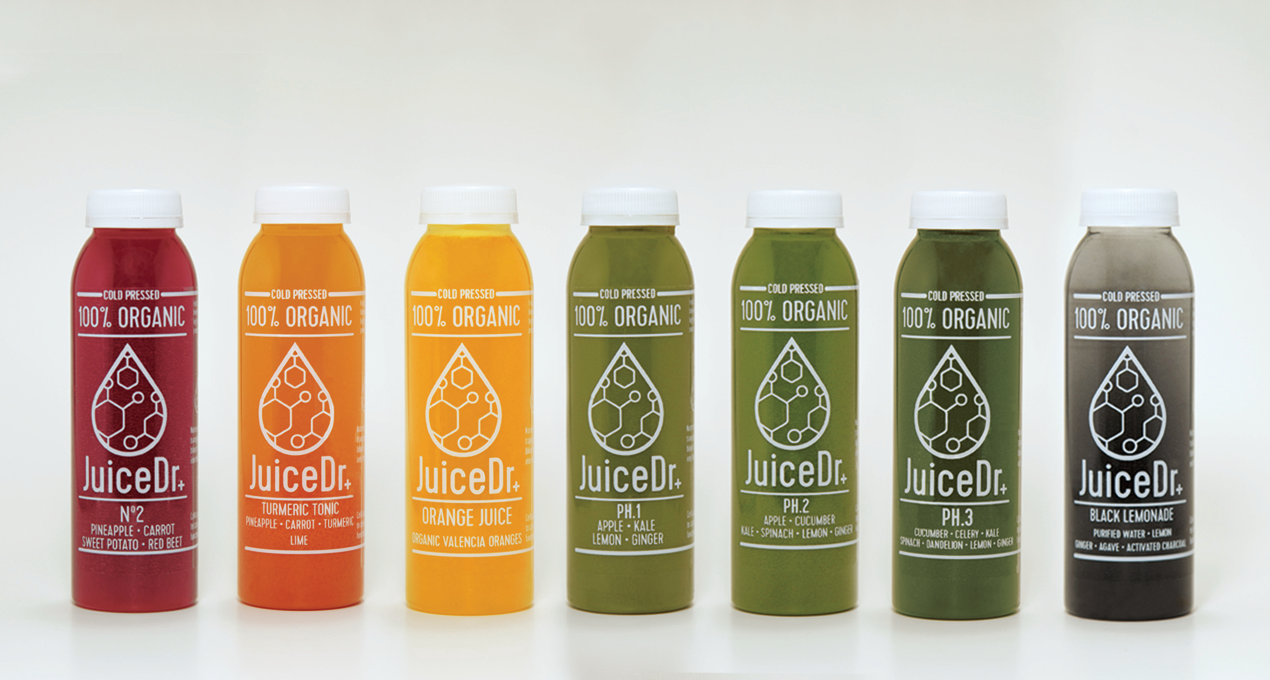 COLD PRESSED
100% ORGANIC
JuiceDr+
Nº2
PINEAPPLE • CARROT
SWEET POTATO • RED BEET
COLD PRESSED
100% ORGANIC
JuiceDr+
TURMERIC TONIC
PINEAPPLE • CARROT • TURMERIC
LIME
COLD PRESSED
100% ORGANIC
JuiceDr+
ORANGE JUICE
ORGANIC VALENCIA ORANGES
COLD PRESSED
100% ORGANIC
JuiceDr+
PH.1
APPLE • KALE
LEMON • GINGER
COLD PRESSED
100% ORGANIC
JuiceDr+
PH.2
APPLE • CUCUMBER
KALE • SPINACH • LEMON • GINGER
COLD PRESSED
100% ORGANIC
JuiceDr+
PH.3
CUCUMBER • CELERY • KALE
SPINACH • DANDELION • LEMON • GINGER
COLD PRESSED
100% ORGANIC
JuiceDr+
BLACK LEMONADE
PURIFIED WATER • LEMON
GINGER • AGAVE • ACTIVATED CHARCOAL